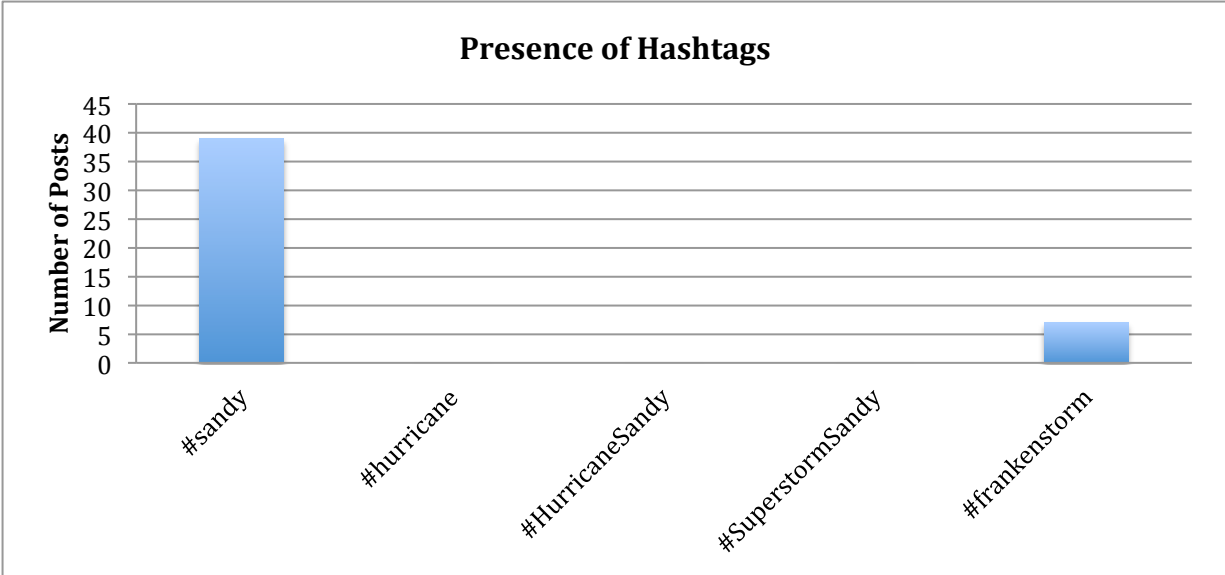 Presence of Hashtags
Number of Posts
45
40
35
30
25
20
15
10
5
0
#sandy
#hurricane
#HurricaneSandy
#SuperstormSandy
#frankenstorm